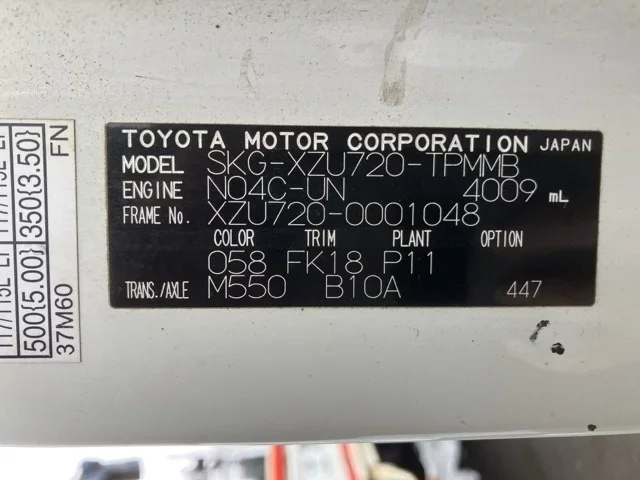 TOYOTA MOTOR CORPORATION JAPAN
MODEL SKG-XZU720-TPMMB
ENGINE N04C-UN 4009 mL
FRAME No. XZU720-0001048
COLOR TRIM PLANT OPTION
058 FK18 P11
TRANS./AXLE M550 B10A 447
500{5.00} 350{3.50}
37M60 FN